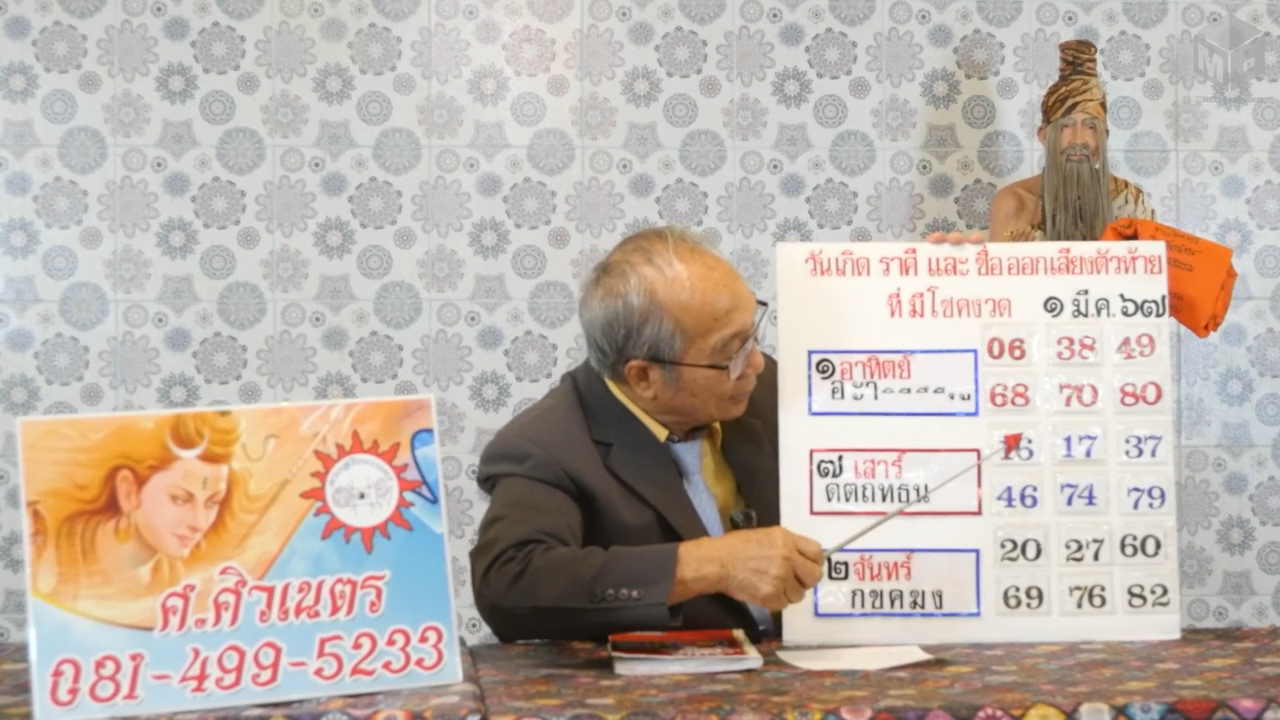 วันเกิด ราศี และ ชื่อ ออกเสียงตัวท้าย
ที่ มีโชคงวด ๑ มี.ค. ๖๗
๑ อาทิตย์
06 38 49
68 70 80
๗ เสาร์
ดตถทธน
16 17 37
46 74 79
๒ จันทร์
กขคฆง
20 27 60
69 76 82
ศ.ศิวเนตร
081-499-5233